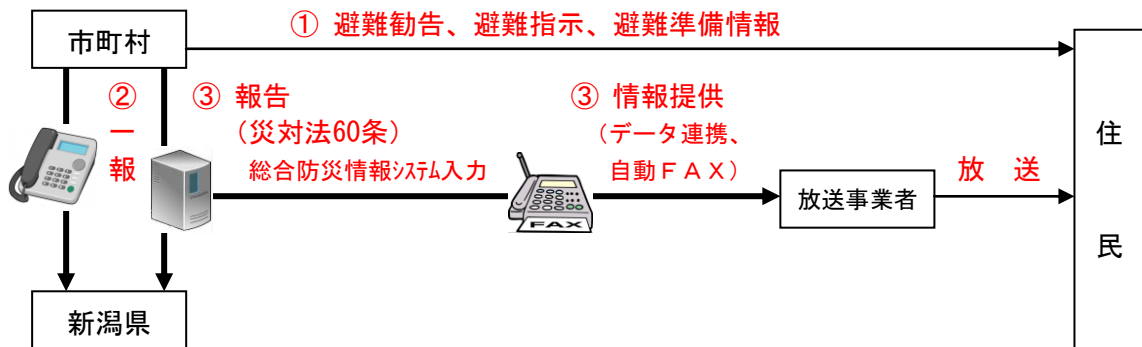 ① 避難勧告、避難指示、避難準備情報
市町村
②
一
報
③ 報告
(災対法60条)
総合防災情報システム入力
③ 情報提供
(データ連携、
自動FAX)
FAX
放送事業者
放 送
住
民
新潟県